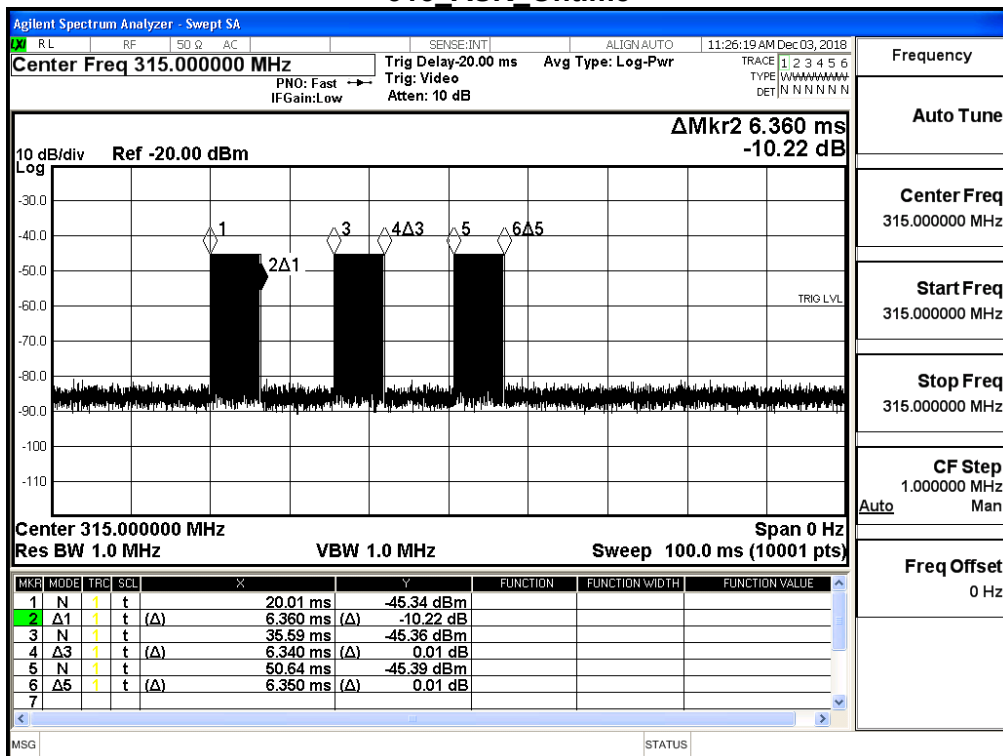 Agilent Spectrum Analyzer - Swept SA
LXI RL RF 50 Ω AC SENSE:INT ALIGN AUTO 11:26:19 AM Dec 03, 2018
Center Freq 315.000000 MHz Trig Delay-20.00 ms Avg Type: Log-Pwr TRACE 1 2 3 4 5 6
PNO: Fast Trig: Video TYPE
IFGain:Low Atten: 10 dB DET N N N N N N
ΔMkr2 6.360 ms
10 dB/div Ref -20.00 dBm -10.22 dB
Log
-30.0
-40.0
-50.0
-60.0
-70.0
-80.0
-90.0
-100
-110
1 3 4Δ3 5 6Δ5
2Δ1
TRIG LVL
Center 315.000000 MHz Span 0 Hz
Res BW 1.0 MHz VBW 1.0 MHz Sweep 100.0 ms (10001 pts)
MKR MODE TRC SCL X Y FUNCTION FUNCTION WIDTH FUNCTION VALUE
1 N 1 t 20.01 ms -45.34 dBm
2 Δ1 1 t (Δ) 6.360 ms (Δ) -10.22 dB
3 N 1 t 35.59 ms -45.36 dBm
4 Δ3 1 t (Δ) 6.340 ms (Δ) 0.01 dB
5 N 1 t 50.64 ms -45.39 dBm
6 Δ5 1 t (Δ) 6.350 ms (Δ) 0.01 dB
7
MSG STATUS
Frequency
Auto Tune
Center Freq
315.000000 MHz
Start Freq
315.000000 MHz
Stop Freq
315.000000 MHz
CF Step
1.000000 MHz
Auto Man
Freq Offset
0 Hz